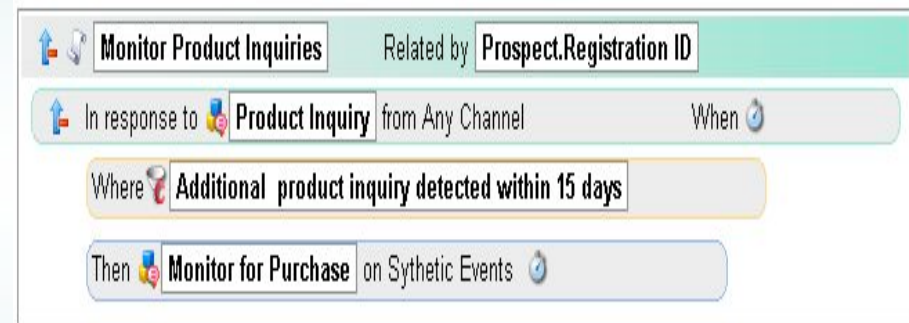 Monitor Product Inquiries Related by Prospect.Registration ID
In response to Product Inquiry from Any Channel When
Where Additional product inquiry detected within 15 days
Then Monitor for Purchase on Sythetic Events